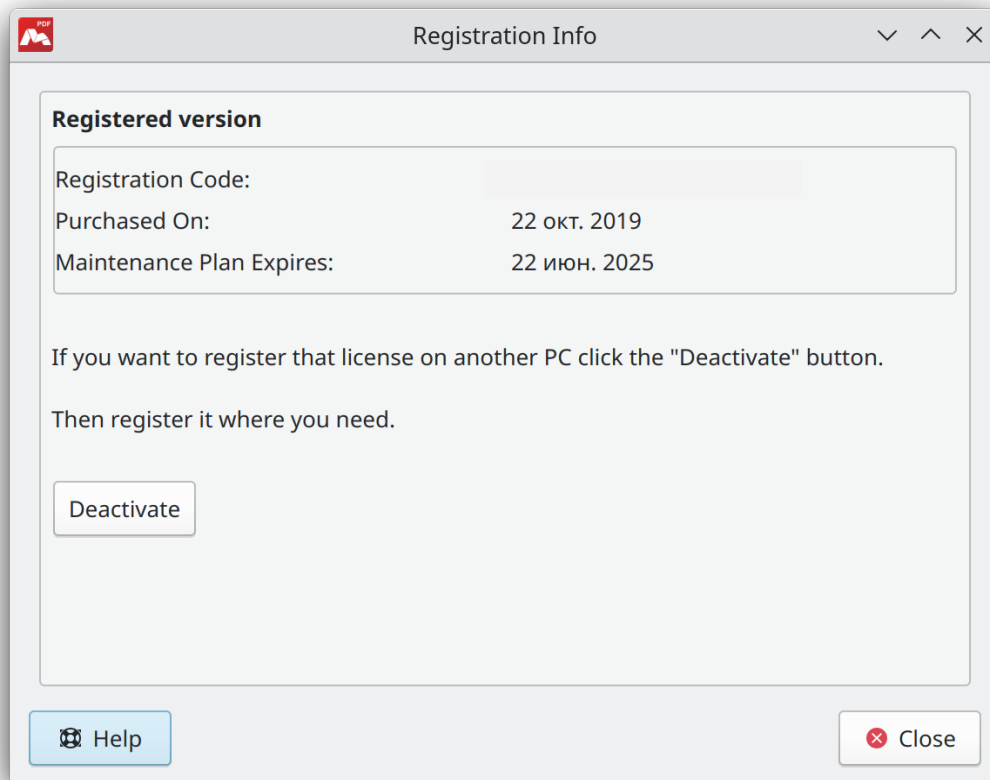 PDF
Registration Info
Registered version
Registration Code:
Purchased On: 22 окт. 2019
Maintenance Plan Expires: 22 июн. 2025
If you want to register that license on another PC click the "Deactivate" button.
Then register it where you need.
Deactivate
Help
Close